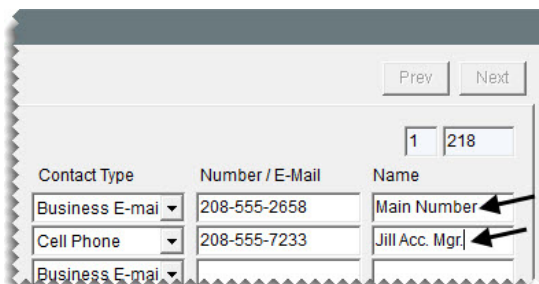 Prev Next
1 218
Contact Type Number / E-Mail Name
Business E-mai 208-555-2658 Main Number
Cell Phone 208-555-7233 Jill Acc. Mgr.
Business E-mai